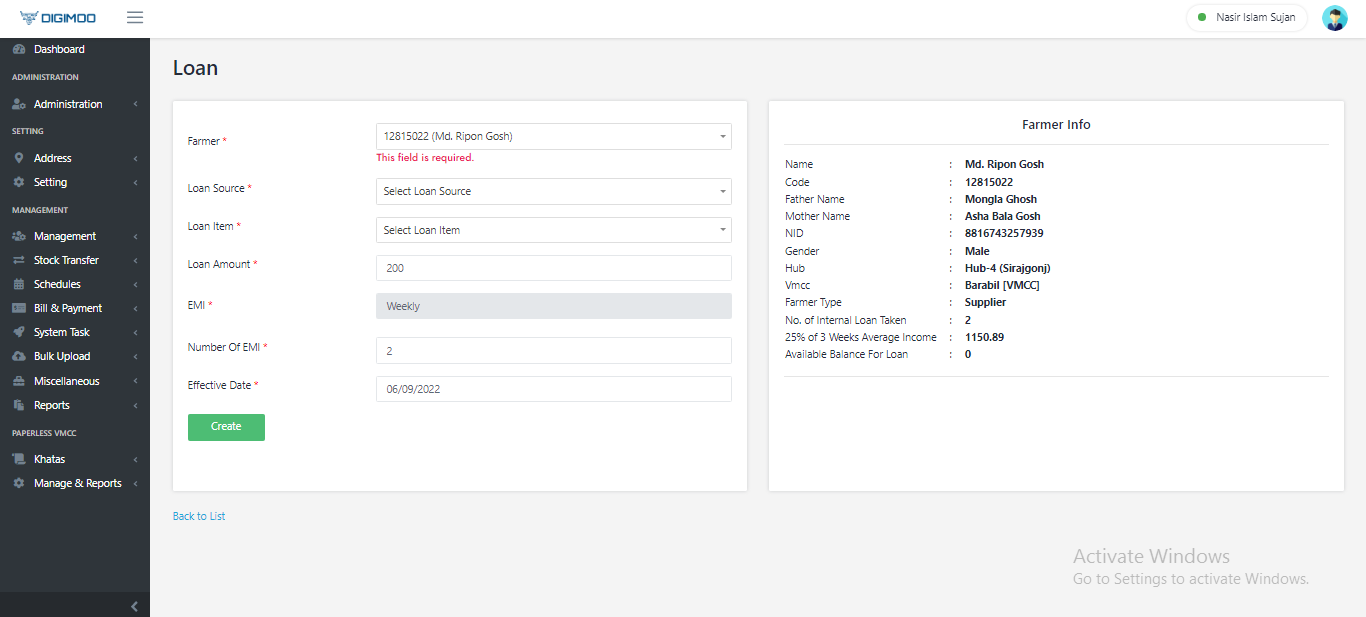 DIGIMOO
Nasir Islam Sujan
Dashboard
ADMINISTRATION
Administration
SETTING
Address
Setting
MANAGEMENT
Management
Stock Transfer
Schedules
Bill & Payment
System Task
Bulk Upload
Miscellaneous
Reports
PAPERLESS VMCC
Khatas
Manage & Reports
Loan
Farmer *
12815022 (Md. Ripon Gosh)
This field is required.
Loan Source *
Select Loan Source
Loan Item *
Select Loan Item
Loan Amount *
200
EMI *
Weekly
Number Of EMI *
2
Effective Date *
06/09/2022
Create
Back to List
Farmer Info
Name : Md. Ripon Gosh
Code : 12815022
Father Name : Mongla Ghosh
Mother Name : Asha Bala Gosh
NID : 8816743257939
Gender : Male
Hub : Hub-4 (Sirajgonj)
Vmcc : Barabil [VMCC]
Farmer Type : Supplier
No. of Internal Loan Taken : 2
25% of 3 Weeks Average Income : 1150.89
Available Balance For Loan : 0
Activate Windows
Go to Settings to activate Windows.